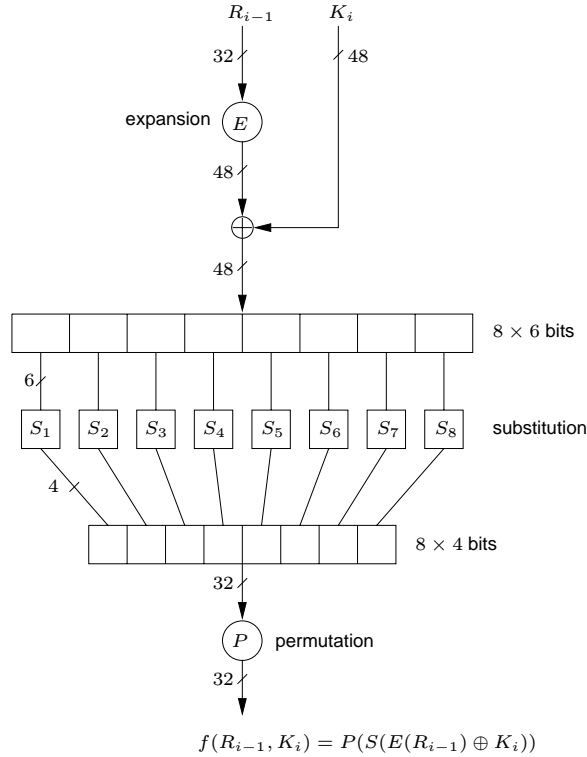 R_{i−1} K_i
32 48
expansion E
48
48
8 × 6 bits
6
S_1 S_2 S_3 S_4 S_5 S_6 S_7 S_8 substitution
4
8 × 4 bits
32
P permutation
32
f(R_{i−1}, K_i) = P(S(E(R_{i−1}) ⊕ K_i))